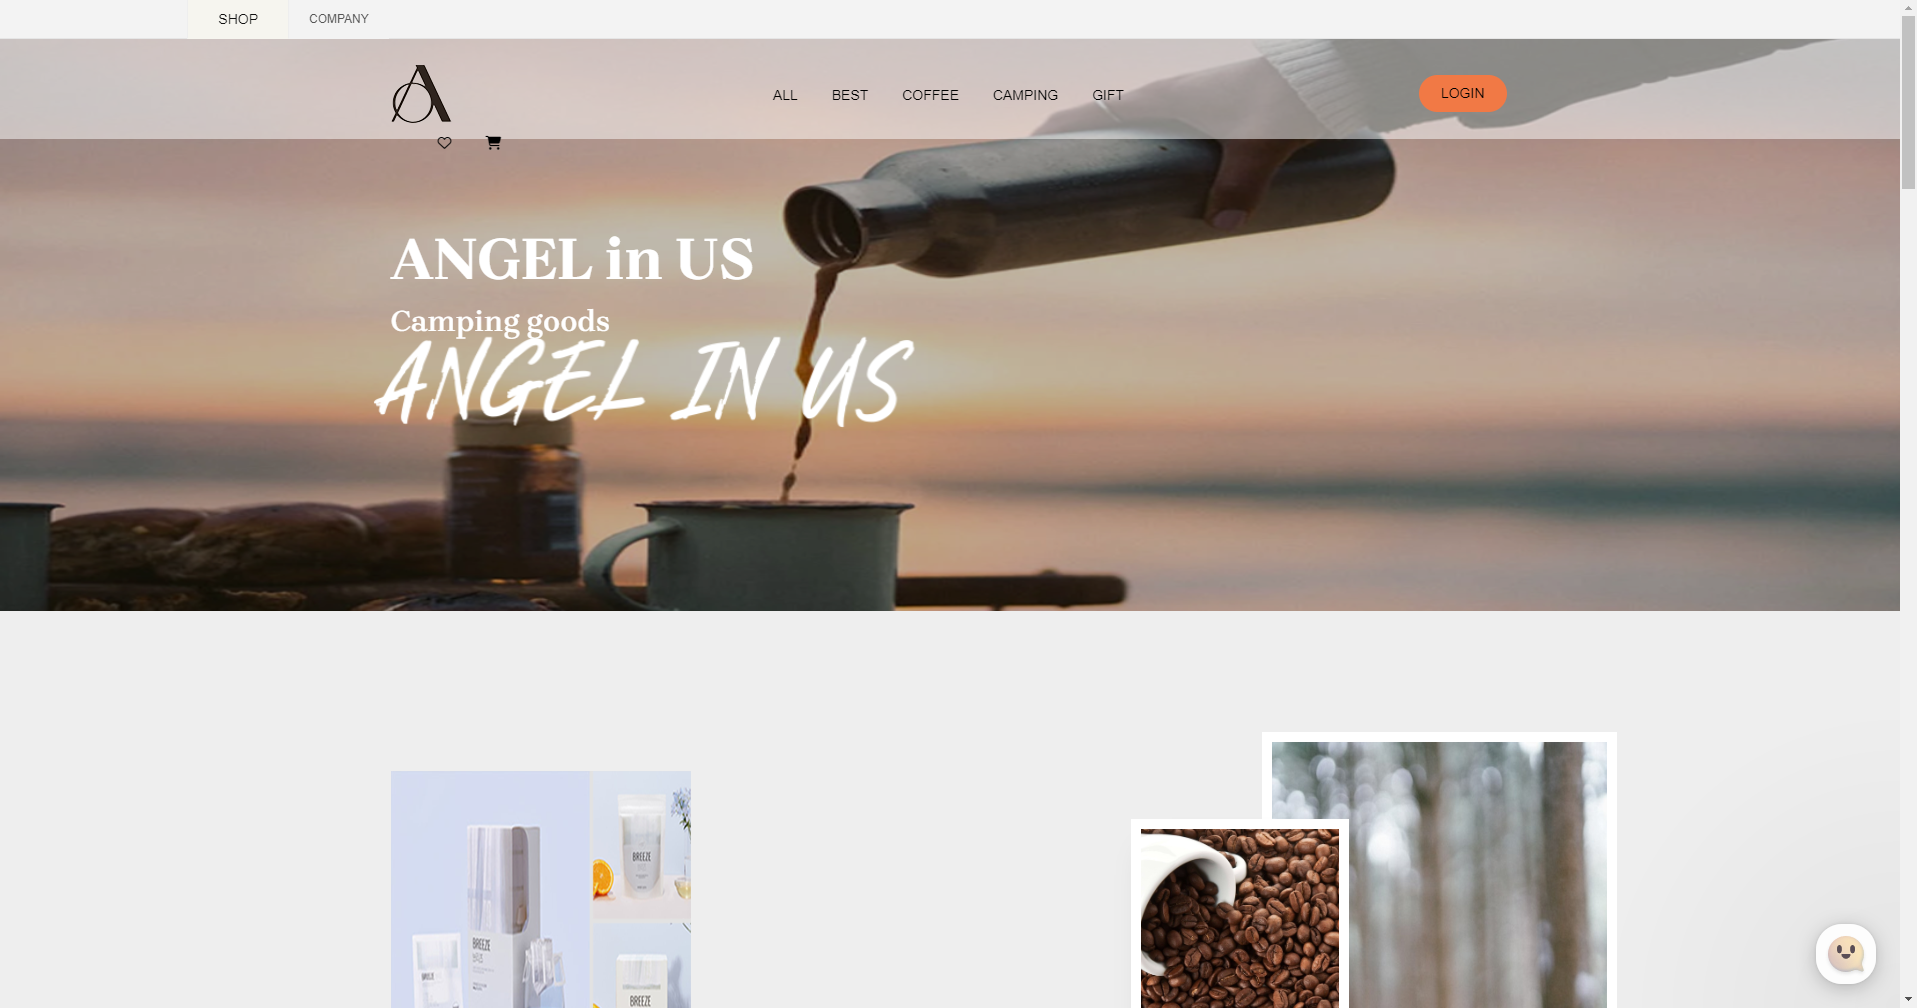 SHOP COMPANY
ALL BEST COFFEE CAMPING GIFT LOGIN
ANGEL in US
Camping goods
ANGEL IN US
BREEZE
BREEZE
BREEZE